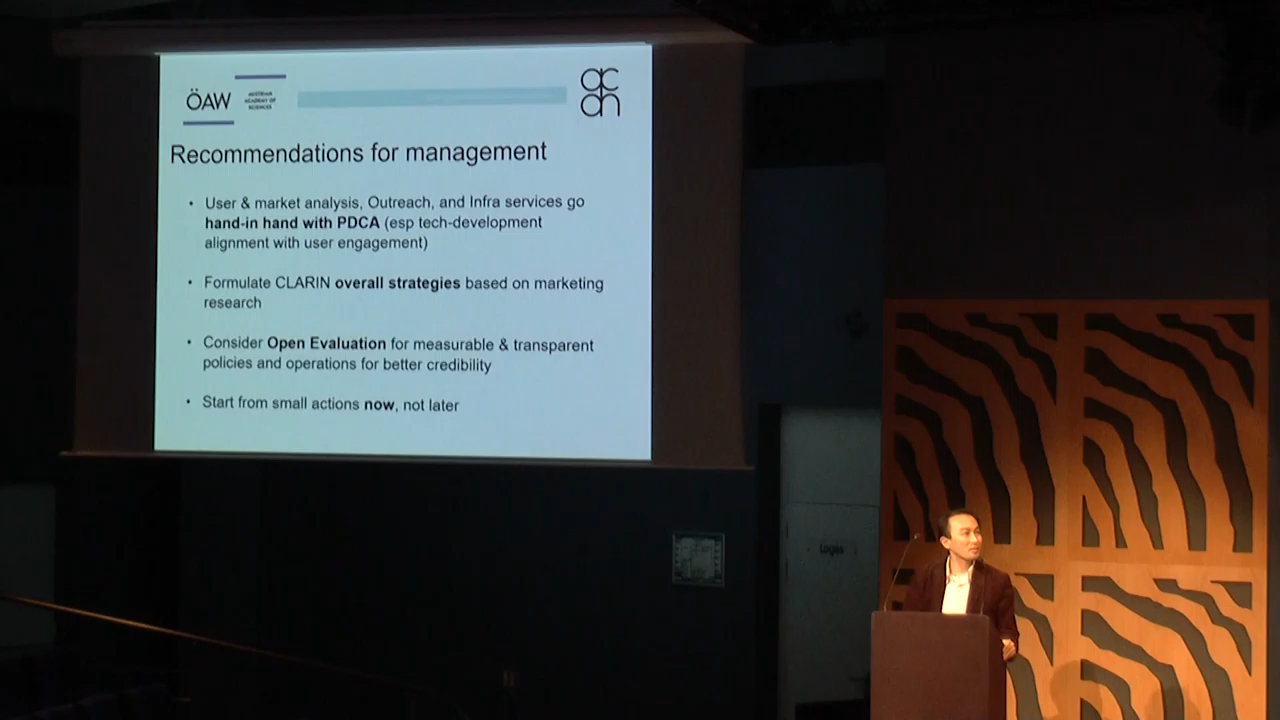 ÖAW
AUSTRIAN
ACADEMY OF
SCIENCES
ac
dh
Recommendations for management
• User & market analysis, Outreach, and Infra services go
hand-in hand with PDCA (esp tech-development
alignment with user engagement)
• Formulate CLARIN overall strategies based on marketing
research
• Consider Open Evaluation for measurable & transparent
policies and operations for better credibility
• Start from small actions now, not later
Loges